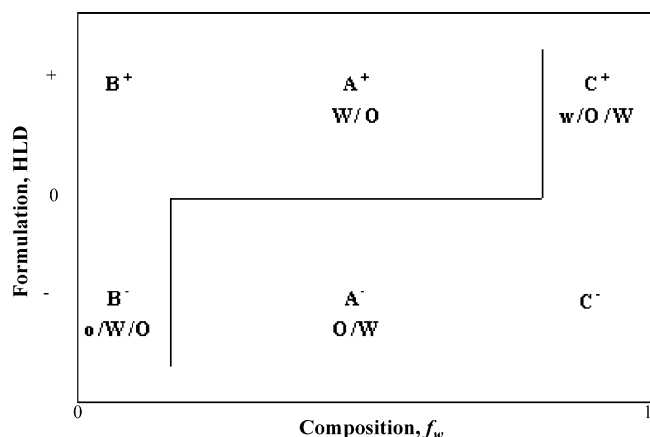 +
B+ A+ C+
W/O w/O/W
0
Formulation, HLD
-
B- A- C-
o/W/O O/W
0 1
Composition, fw